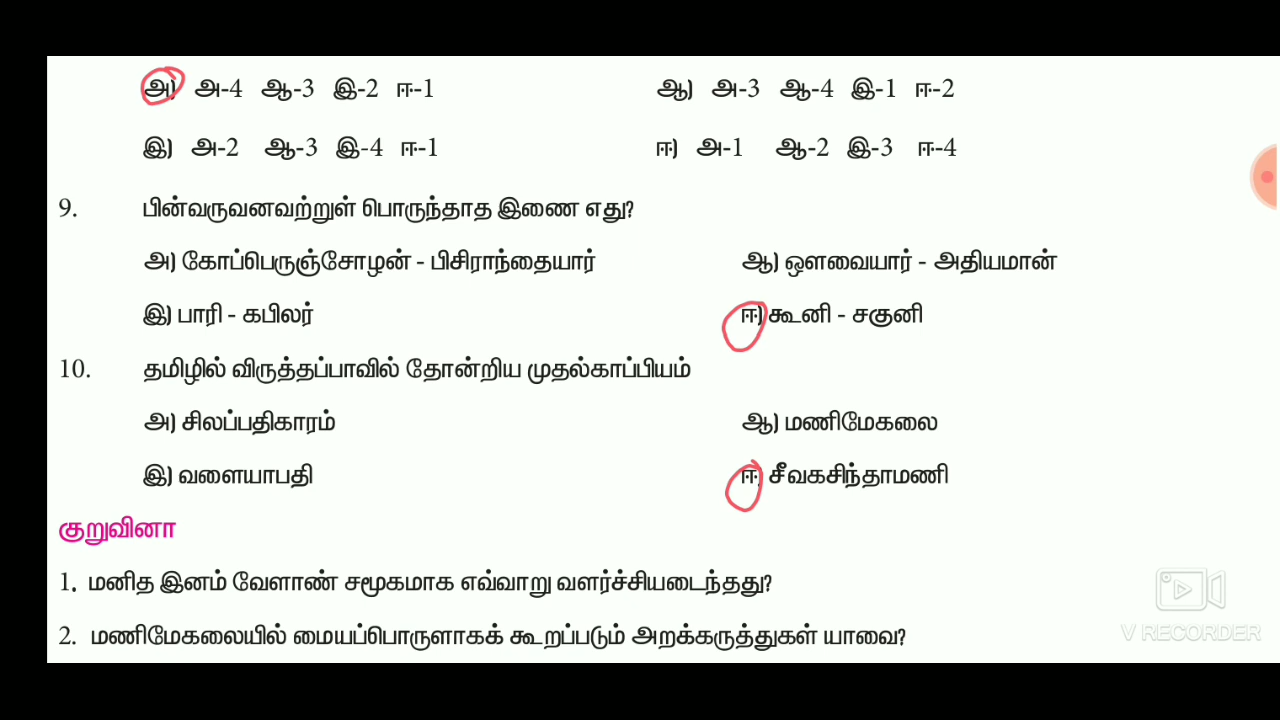 அ) அ-4 ஆ-3 இ-2 ஈ-1 ஆ) அ-3 ஆ-4 இ-1 ஈ-2
இ) அ-2 ஆ-3 இ-4 ஈ-1 ஈ) அ-1 ஆ-2 இ-3 ஈ-4
9. பின்வருவனவற்றுள் பொருந்தாத இணை எது?
அ) கோப்பெருஞ்சோழன் - பிசிராந்தையார் ஆ) ஔவையார் - அதியமான்
இ) பாரி - கபிலர் ஈ) கூனி - சகுனி
10. தமிழில் விருத்தப்பாவில் தோன்றிய முதல்காப்பியம்
அ) சிலப்பதிகாரம் ஆ) மணிமேகலை
இ) வளையாபதி ஈ) சீவகசிந்தாமணி
குறுவினா
1. மனித இனம் வேளாண் சமூகமாக எவ்வாறு வளர்ச்சியடைந்தது?
2. மணிமேகலையில் மையப்பொருளாகக் கூறப்படும் அறக்கருத்துகள் யாவை?
V RECORDER